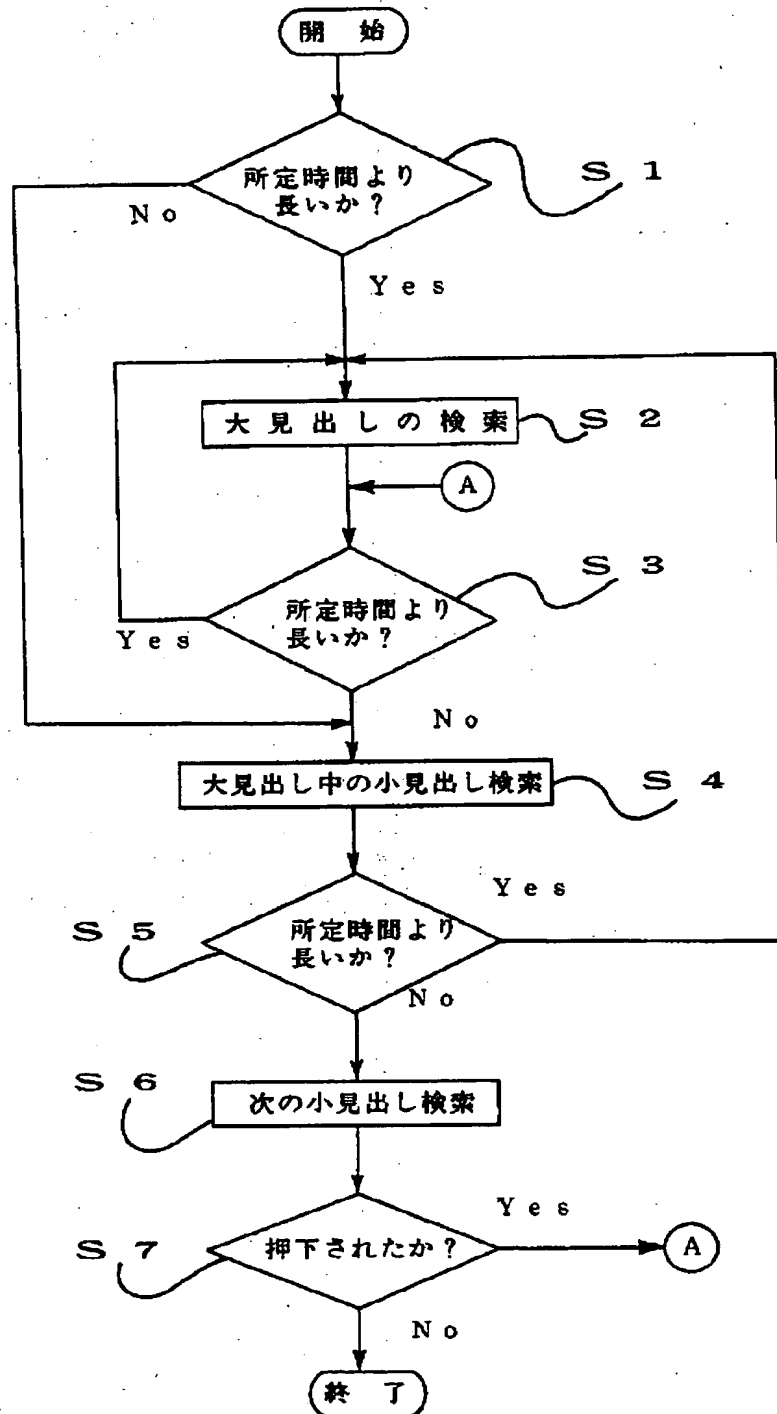 開 始
所定時間より
長いか？
S 1
No
Yes
大見出しの検索
S 2
A
所定時間より
長いか？
S 3
Yes
No
大見出し中の小見出し検索
S 4
所定時間より
長いか？
Yes
S 5
No
次の小見出し検索
S 6
押下されたか？
Yes
A
S 7
No
終 了